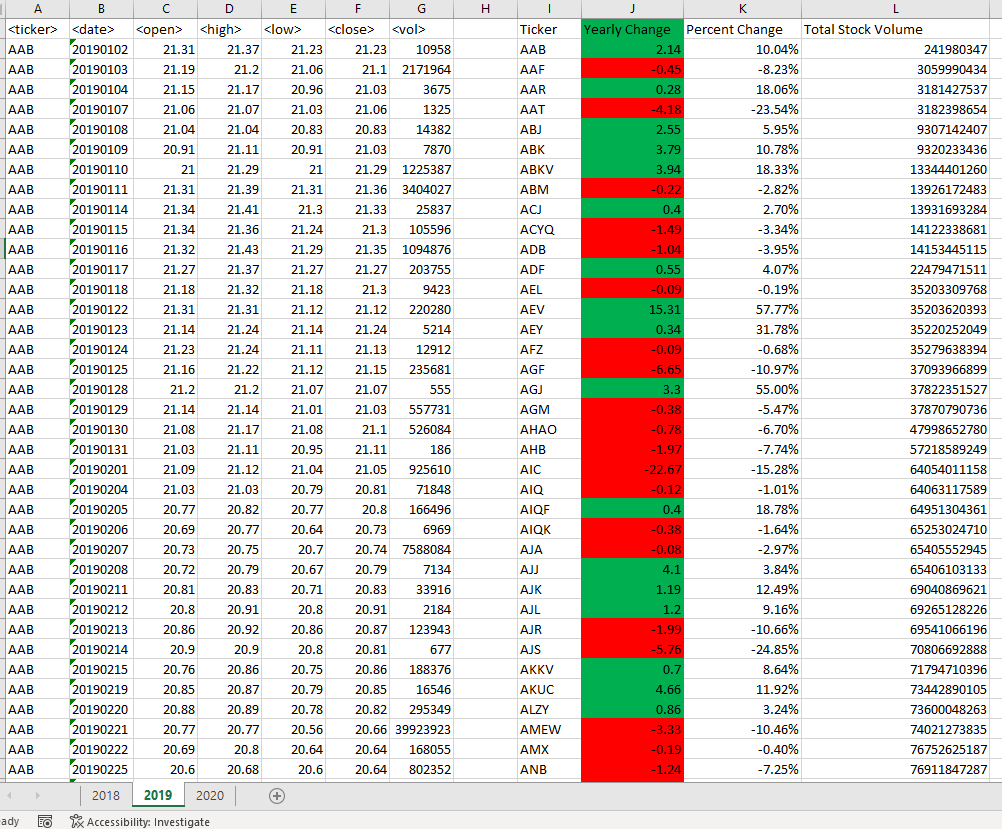 A B C D E F G H I J K L
<ticker> <date> <open> <high> <low> <close> <vol> Ticker Yearly Change Percent Change Total Stock Volume
AAB 20190102 21.31 21.37 21.23 21.23 10958 AAB 2.14 10.04% 241980347
AAB 20190103 21.19 21.2 21.06 21.1 2171964 AAF -0.45 -8.23% 3059990434
AAB 20190104 21.15 21.17 20.96 21.03 3675 AAR 0.28 18.06% 3181427537
AAB 20190107 21.06 21.07 21.03 21.06 1325 AAT -4.18 -23.54% 3182398654
AAB 20190108 21.04 21.04 20.83 20.83 14382 ABJ 2.55 5.95% 9307142407
AAB 20190109 20.91 21.11 20.91 21.03 7870 ABK 3.79 10.78% 9320233436
AAB 20190110 21 21.29 21 21.29 1225387 ABKV 3.94 18.33% 13344401260
AAB 20190111 21.31 21.39 21.31 21.36 3404027 ABM -0.22 -2.82% 13926172483
AAB 20190114 21.34 21.41 21.3 21.33 25837 ACJ 0.4 2.70% 13931693284
AAB 20190115 21.34 21.36 21.24 21.3 105596 ACYQ -1.49 -3.34% 14122338681
AAB 20190116 21.32 21.43 21.29 21.35 1094876 ADB -1.04 -3.95% 14153445115
AAB 20190117 21.27 21.37 21.27 21.27 203755 ADF 0.55 4.07% 22479471511
AAB 20190118 21.18 21.32 21.18 21.3 9423 AEL -0.09 -0.19% 35203309768
AAB 20190122 21.31 21.31 21.12 21.12 220280 AEV 15.31 57.77% 35203620393
AAB 20190123 21.14 21.24 21.14 21.24 5214 AEY 0.34 31.78% 35220252049
AAB 20190124 21.23 21.24 21.11 21.13 12912 AFZ -0.09 -0.68% 35279638394
AAB 20190125 21.16 21.22 21.12 21.15 235681 AGF -6.65 -10.97% 37093966899
AAB 20190128 21.2 21.2 21.07 21.07 555 AGJ 3.3 55.00% 37822351527
AAB 20190129 21.14 21.14 21.01 21.03 557731 AGM -0.38 -5.47% 37870790736
AAB 20190130 21.08 21.17 21.08 21.1 526084 AHAO -0.78 -6.70% 47998652780
AAB 20190131 21.03 21.11 20.95 21.11 186 AHB -1.97 -7.74% 57218589249
AAB 20190201 21.09 21.12 21.04 21.05 925610 AIC -22.67 -15.28% 64054011158
AAB 20190204 21.03 21.03 20.79 20.81 71848 AIQ -0.12 -1.01% 64063117589
AAB 20190205 20.77 20.82 20.77 20.8 166496 AIQF 0.4 18.78% 64951304361
AAB 20190206 20.69 20.77 20.64 20.73 6969 AIQK -0.38 -1.64% 65253024710
AAB 20190207 20.73 20.75 20.7 20.74 7588084 AJA -0.08 -2.97% 65405552945
AAB 20190208 20.72 20.79 20.67 20.79 7134 AJJ 4.1 3.84% 65406103133
AAB 20190211 20.81 20.83 20.71 20.83 33916 AJK 1.19 12.49% 69040869621
AAB 20190212 20.8 20.91 20.8 20.91 2184 AJL 1.2 9.16% 69265128226
AAB 20190213 20.86 20.92 20.86 20.87 123943 AJR -1.99 -10.66% 69541066196
AAB 20190214 20.9 20.9 20.8 20.81 677 AJS -5.76 -24.85% 70806692888
AAB 20190215 20.76 20.86 20.75 20.86 188376 AKKV 0.7 8.64% 71794710396
AAB 20190219 20.85 20.87 20.79 20.85 16546 AKUC 4.66 11.92% 73442890105
AAB 20190220 20.88 20.89 20.78 20.82 295349 ALZY 0.86 3.24% 73600048263
AAB 20190221 20.77 20.77 20.56 20.66 39923923 AMEW -3.33 -10.46% 74021273835
AAB 20190222 20.69 20.8 20.64 20.64 168055 AMX -0.19 -0.40% 76752625187
AAB 20190225 20.6 20.68 20.6 20.64 802352 ANB -1.24 -7.25% 76911847287
2018 2019 2020
ady Accessibility: Investigate